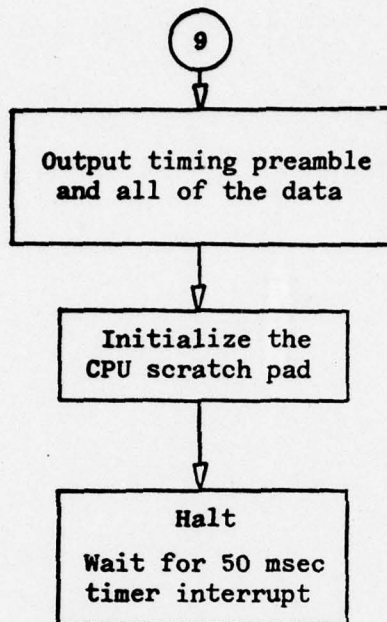 9
Output timing preamble
and all of the data
Initialize the
CPU scratch pad
Halt
Wait for 50 msec
timer interrupt